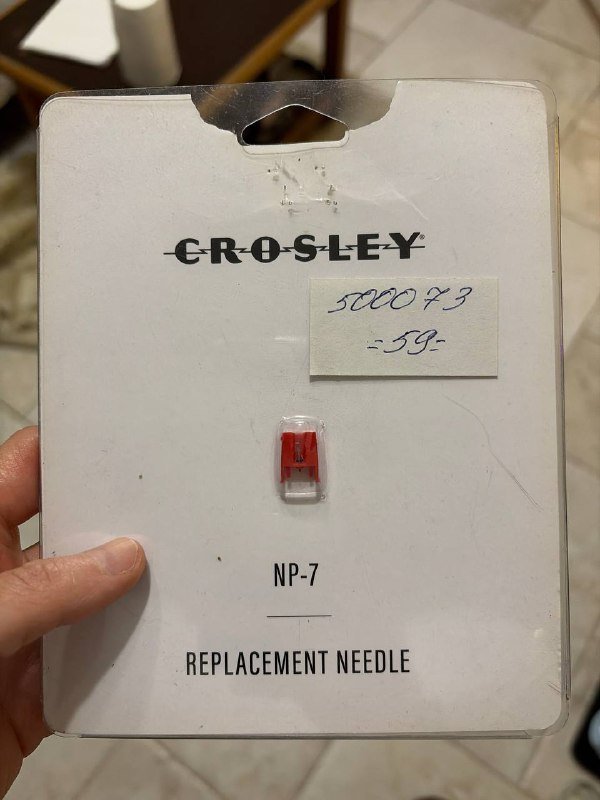 CROSLEY®
500073
=59=
NP-7
REPLACEMENT NEEDLE